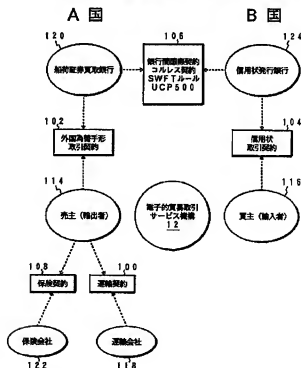 A 国
B 国
120
106
124
船荷証券買取銀行
銀行間国際契約
コルレス契約
SWFTルール
UCP500
信用状発行銀行
102
外国為替手形
取引契約
104
信用状
取引契約
114
116
売主（輸出者）
電子的貿易取引
サービス機構
12
買主（輸入者）
108
100
保険契約
運輸契約
保険会社
運輸会社
122
118